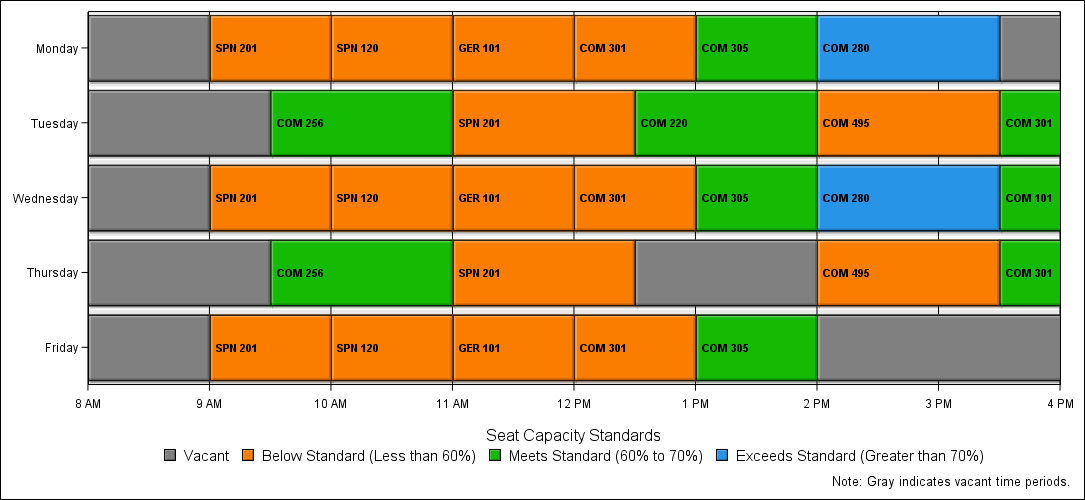 Monday
SPN 201 SPN 120 GER 101 COM 301 COM 305 COM 280
Tuesday
COM 256 SPN 201 COM 220 COM 495 COM 301
Wednesday
SPN 201 SPN 120 GER 101 COM 301 COM 305 COM 280 COM 101
Thursday
COM 256 SPN 201 COM 495 COM 301
Friday
SPN 201 SPN 120 GER 101 COM 301 COM 305
8 AM 9 AM 10 AM 11 AM 12 PM 1 PM 2 PM 3 PM 4 PM
Seat Capacity Standards
Vacant Below Standard (Less than 60%) Meets Standard (60% to 70%) Exceeds Standard (Greater than 70%)
Note: Gray indicates vacant time periods.